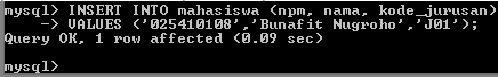 mysql> INSERT INTO mahasiswa (npm, nama, kode_jurusan)
    -> VALUES ('025410108','Bunafit Nugroho','J01');
Query OK, 1 row affected (0.09 sec)
mysql>